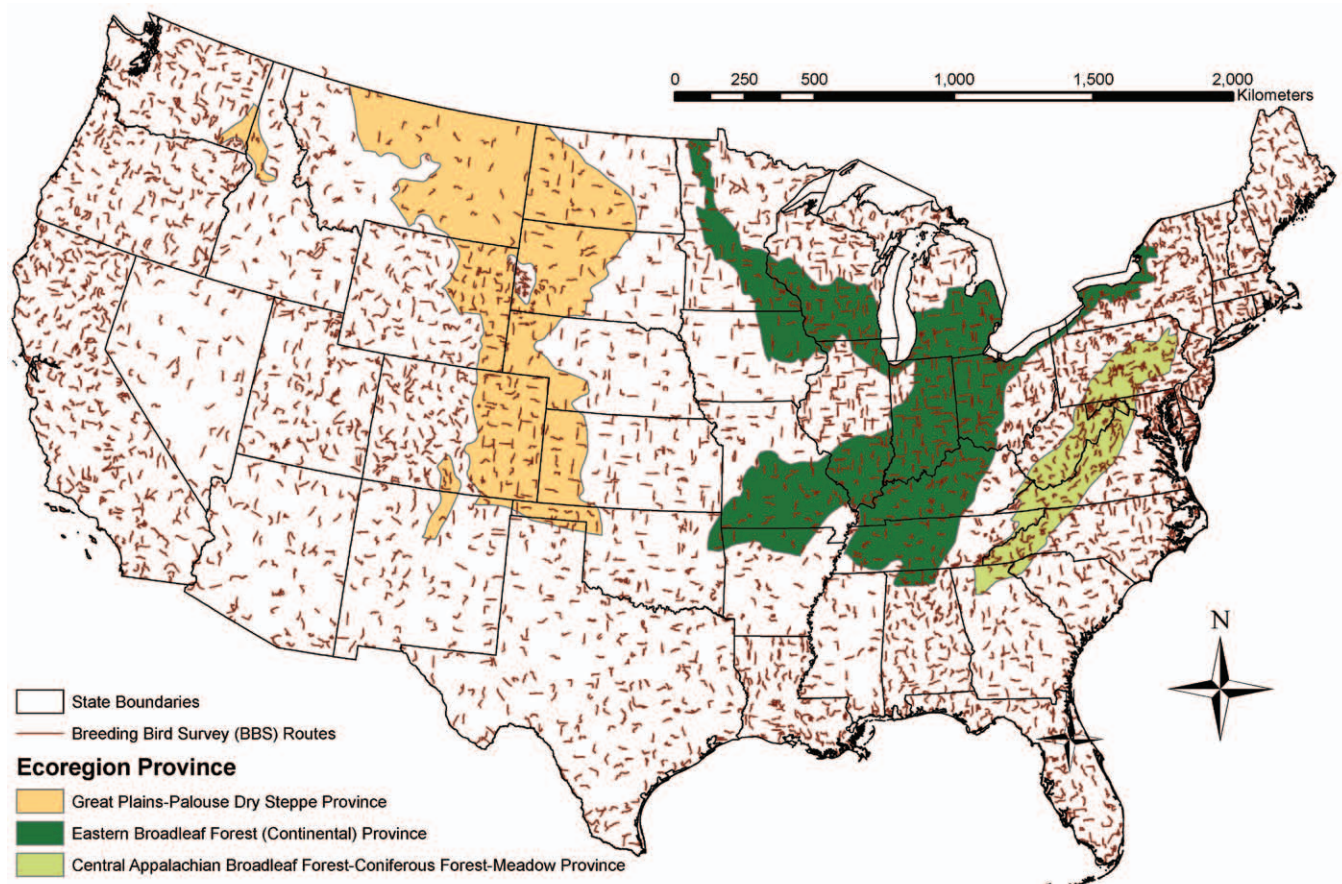 0 250 500 1,000 1,500 2,000
Kilometers
N
State Boundaries
Breeding Bird Survey (BBS) Routes
Ecoregion Province
Great Plains-Palouse Dry Steppe Province
Eastern Broadleaf Forest (Continental) Province
Central Appalachian Broadleaf Forest-Coniferous Forest-Meadow Province